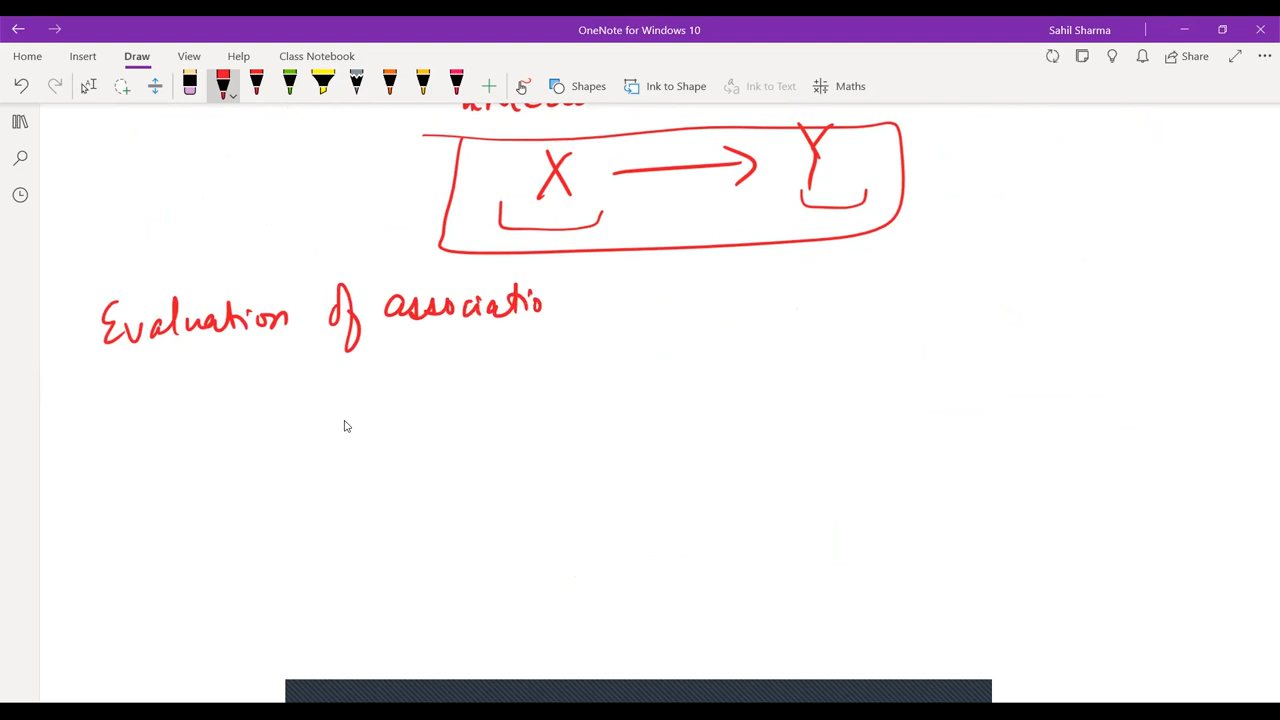 OneNote for Windows 10
Sahil Sharma
Home Insert Draw View Help Class Notebook Share
Shapes Ink to Shape Ink to Text Maths
X → Y
Evaluation of associatio